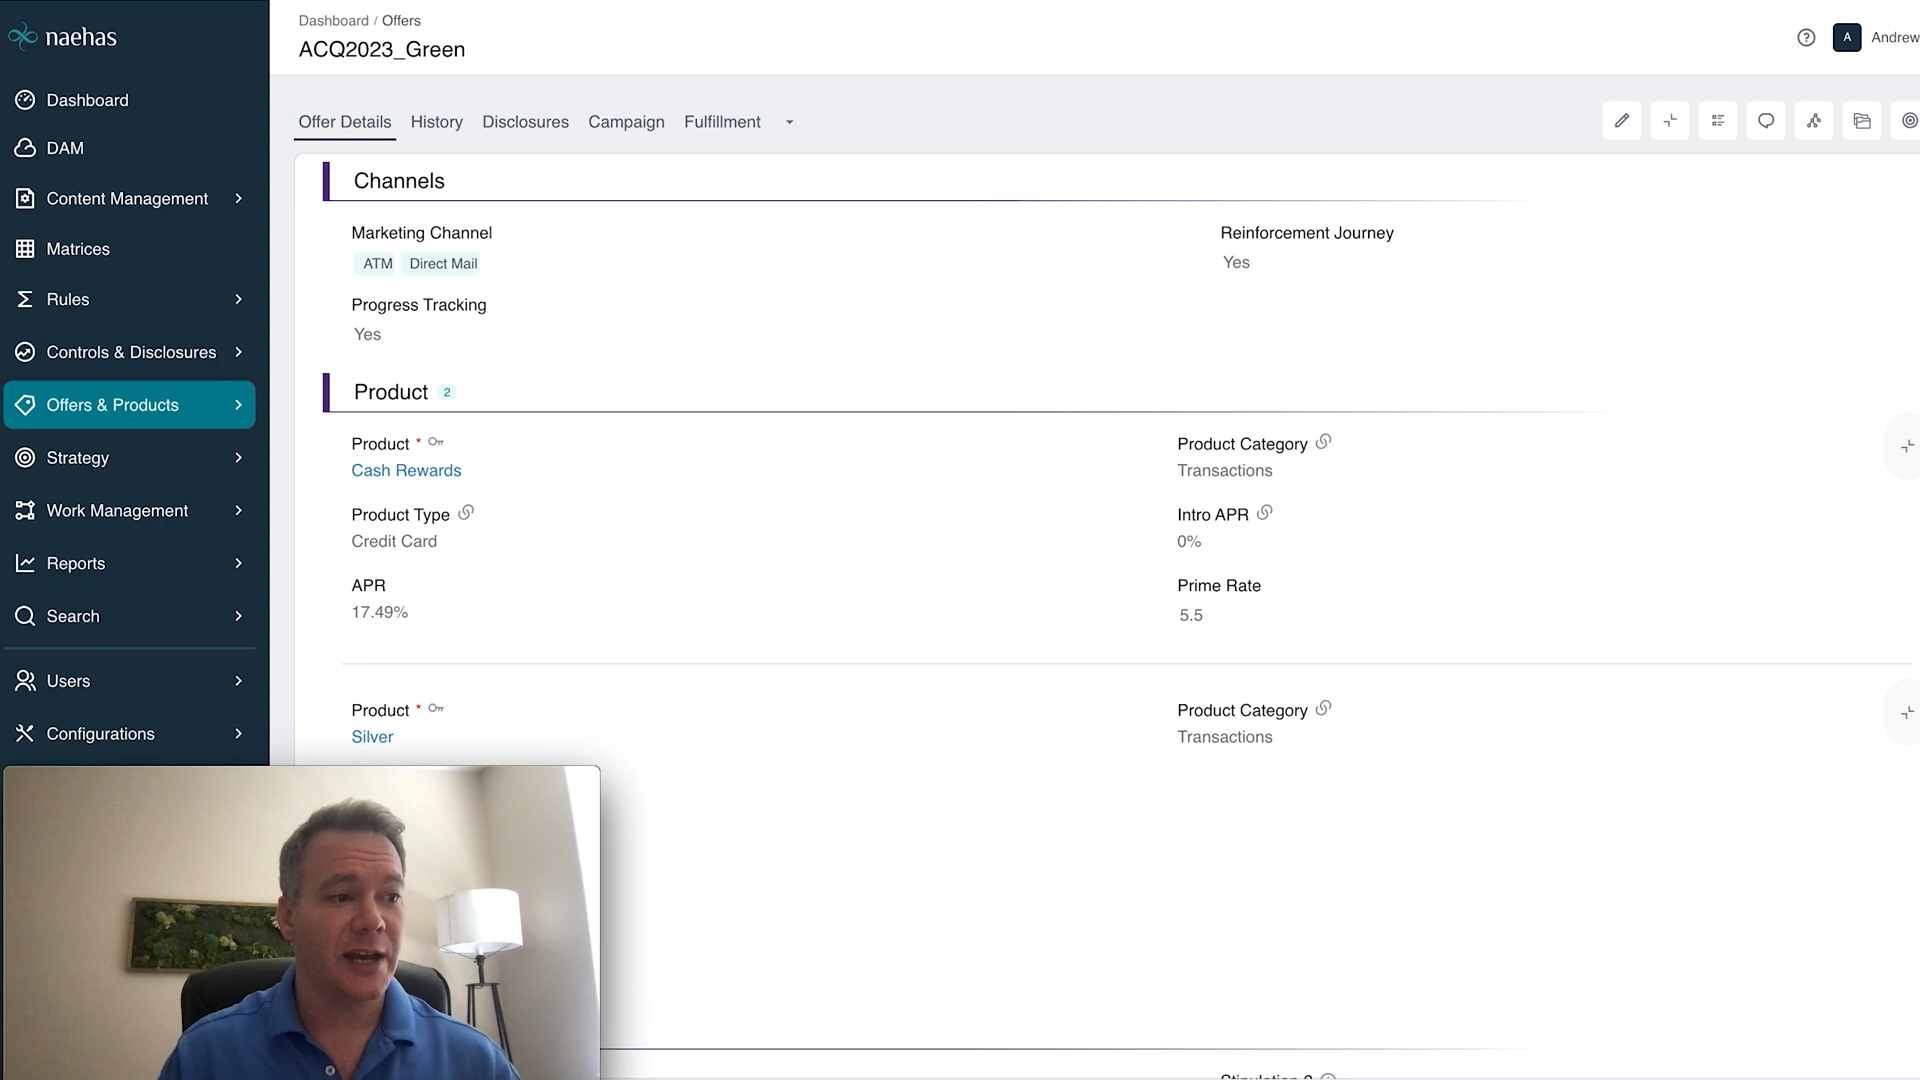 naehas
Dashboard / Offers
ACQ2023_Green
A
Andrew
Dashboard
DAM
Content Management
Matrices
Rules
Controls & Disclosures
Offers & Products
Strategy
Work Management
Reports
Search
Users
Configurations
Offer Details
History
Disclosures
Campaign
Fulfillment
Channels
Marketing Channel
Reinforcement Journey
ATM
Direct Mail
Yes
Progress Tracking
Yes
Product 2
Product *
Product Category
Cash Rewards
Transactions
Product Type
Intro APR
Credit Card
0%
APR
Prime Rate
17.49%
5.5
Product *
Product Category
Silver
Transactions